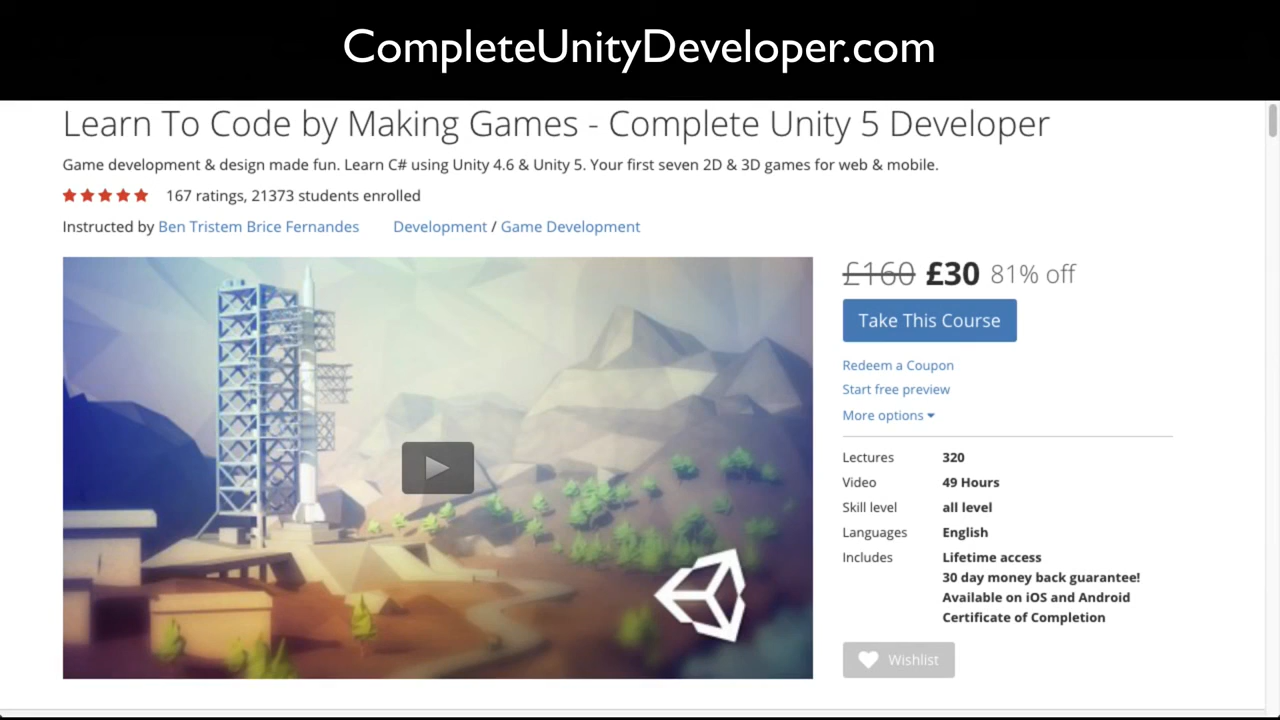 CompleteUnityDeveloper.com
Learn To Code by Making Games - Complete Unity 5 Developer
Game development & design made fun. Learn C# using Unity 4.6 & Unity 5. Your first seven 2D & 3D games for web & mobile.
167 ratings, 21373 students enrolled
Instructed by Ben Tristem Brice Fernandes Development / Game Development
£160 £30 81% off
Take This Course
Redeem a Coupon
Start free preview
More options
Lectures 320
Video 49 Hours
Skill level all level
Languages English
Includes Lifetime access
30 day money back guarantee!
Available on iOS and Android
Certificate of Completion
Wishlist